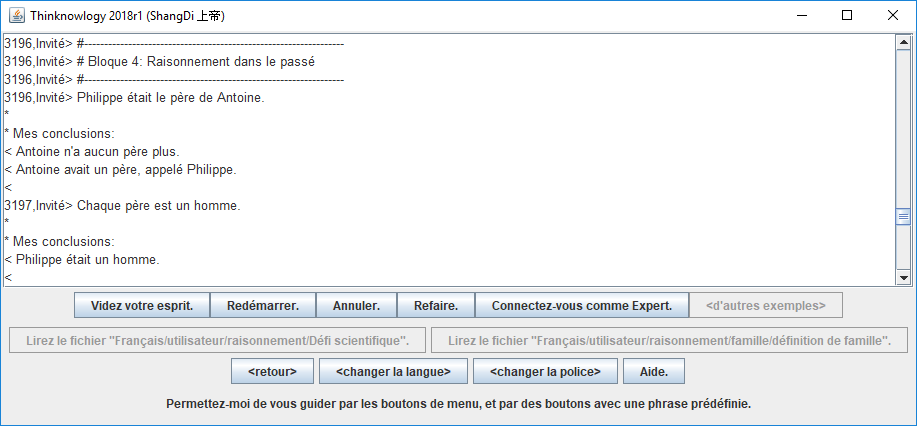 Thinknowlogy 2018r1 (ShangDi 上帝)
3196,Invité> #-----------------------------------------------------------------
3196,Invité> # Bloque 4: Raisonnement dans le passé
3196,Invité> #-----------------------------------------------------------------
3196,Invité> Philippe était le père de Antoine.
*
* Mes conclusions:
< Antoine n'a aucun père plus.
< Antoine avait un père, appelé Philippe.
<
3197,Invité> Chaque père est un homme.
*
* Mes conclusions:
< Philippe était un homme.
<
Videz votre esprit. Redémarrer. Annuler. Refaire. Connectez-vous comme Expert. <d'autres exemples>
Lirez le fichier "Français/utilisateur/raisonnement/Défi scientifique". Lirez le fichier "Français/utilisateur/raisonnement/famille/définition de famille".
<retour> <changer la langue> <changer la police> Aide.
Permettez-moi de vous guider par les boutons de menu, et par des boutons avec une phrase prédéfinie.